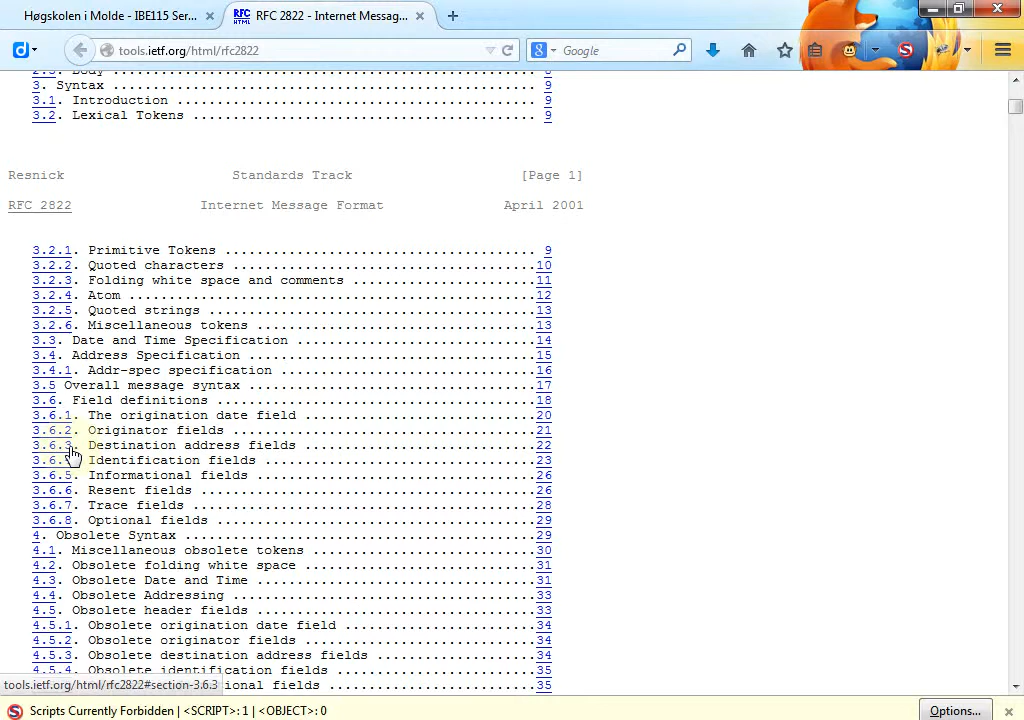 Høgskolen i Molde - IBE115 Ser...
RFC 2822 - Internet Messag...
tools.ietf.org/html/rfc2822
Google
2.3. Body ................................................... 8
3. Syntax ..................................................... 9
3.1. Introduction ............................................. 9
3.2. Lexical Tokens ........................................... 9
Resnick Standards Track [Page 1]
RFC 2822 Internet Message Format April 2001
3.2.1. Primitive Tokens ....................................... 9
3.2.2. Quoted characters ......................................10
3.2.3. Folding white space and comments .......................11
3.2.4. Atom ...................................................12
3.2.5. Quoted strings .........................................13
3.2.6. Miscellaneous tokens ...................................13
3.3. Date and Time Specification ..............................14
3.4. Address Specification ....................................15
3.4.1. Addr-spec specification ................................16
3.5 Overall message syntax ....................................17
3.6. Field definitions ........................................18
3.6.1. The origination date field .............................20
3.6.2. Originator fields ......................................21
3.6.3. Destination address fields .............................22
3.6. Identification fields ..................................23
3.6.5. Informational fields ...................................26
3.6.6. Resent fields ..........................................26
3.6.7. Trace fields ...........................................28
3.6.8. Optional fields ........................................29
4. Obsolete Syntax ............................................29
4.1. Miscellaneous obsolete tokens ............................30
4.2. Obsolete folding white space .............................31
4.3. Obsolete Date and Time ...................................31
4.4. Obsolete Addressing ......................................33
4.5. Obsolete header fields ...................................33
4.5.1. Obsolete origination date field ........................34
4.5.2. Obsolete originator fields .............................34
4.5.3. Obsolete destination address fields ....................34
4.5.4. Obsolete identification fields .........................35
tools.ietf.org/html/rfc2822#section-3.6.3 ional fields ..........................35
Scripts Currently Forbidden | <SCRIPT>: 1 | <OBJECT>: 0
Options...